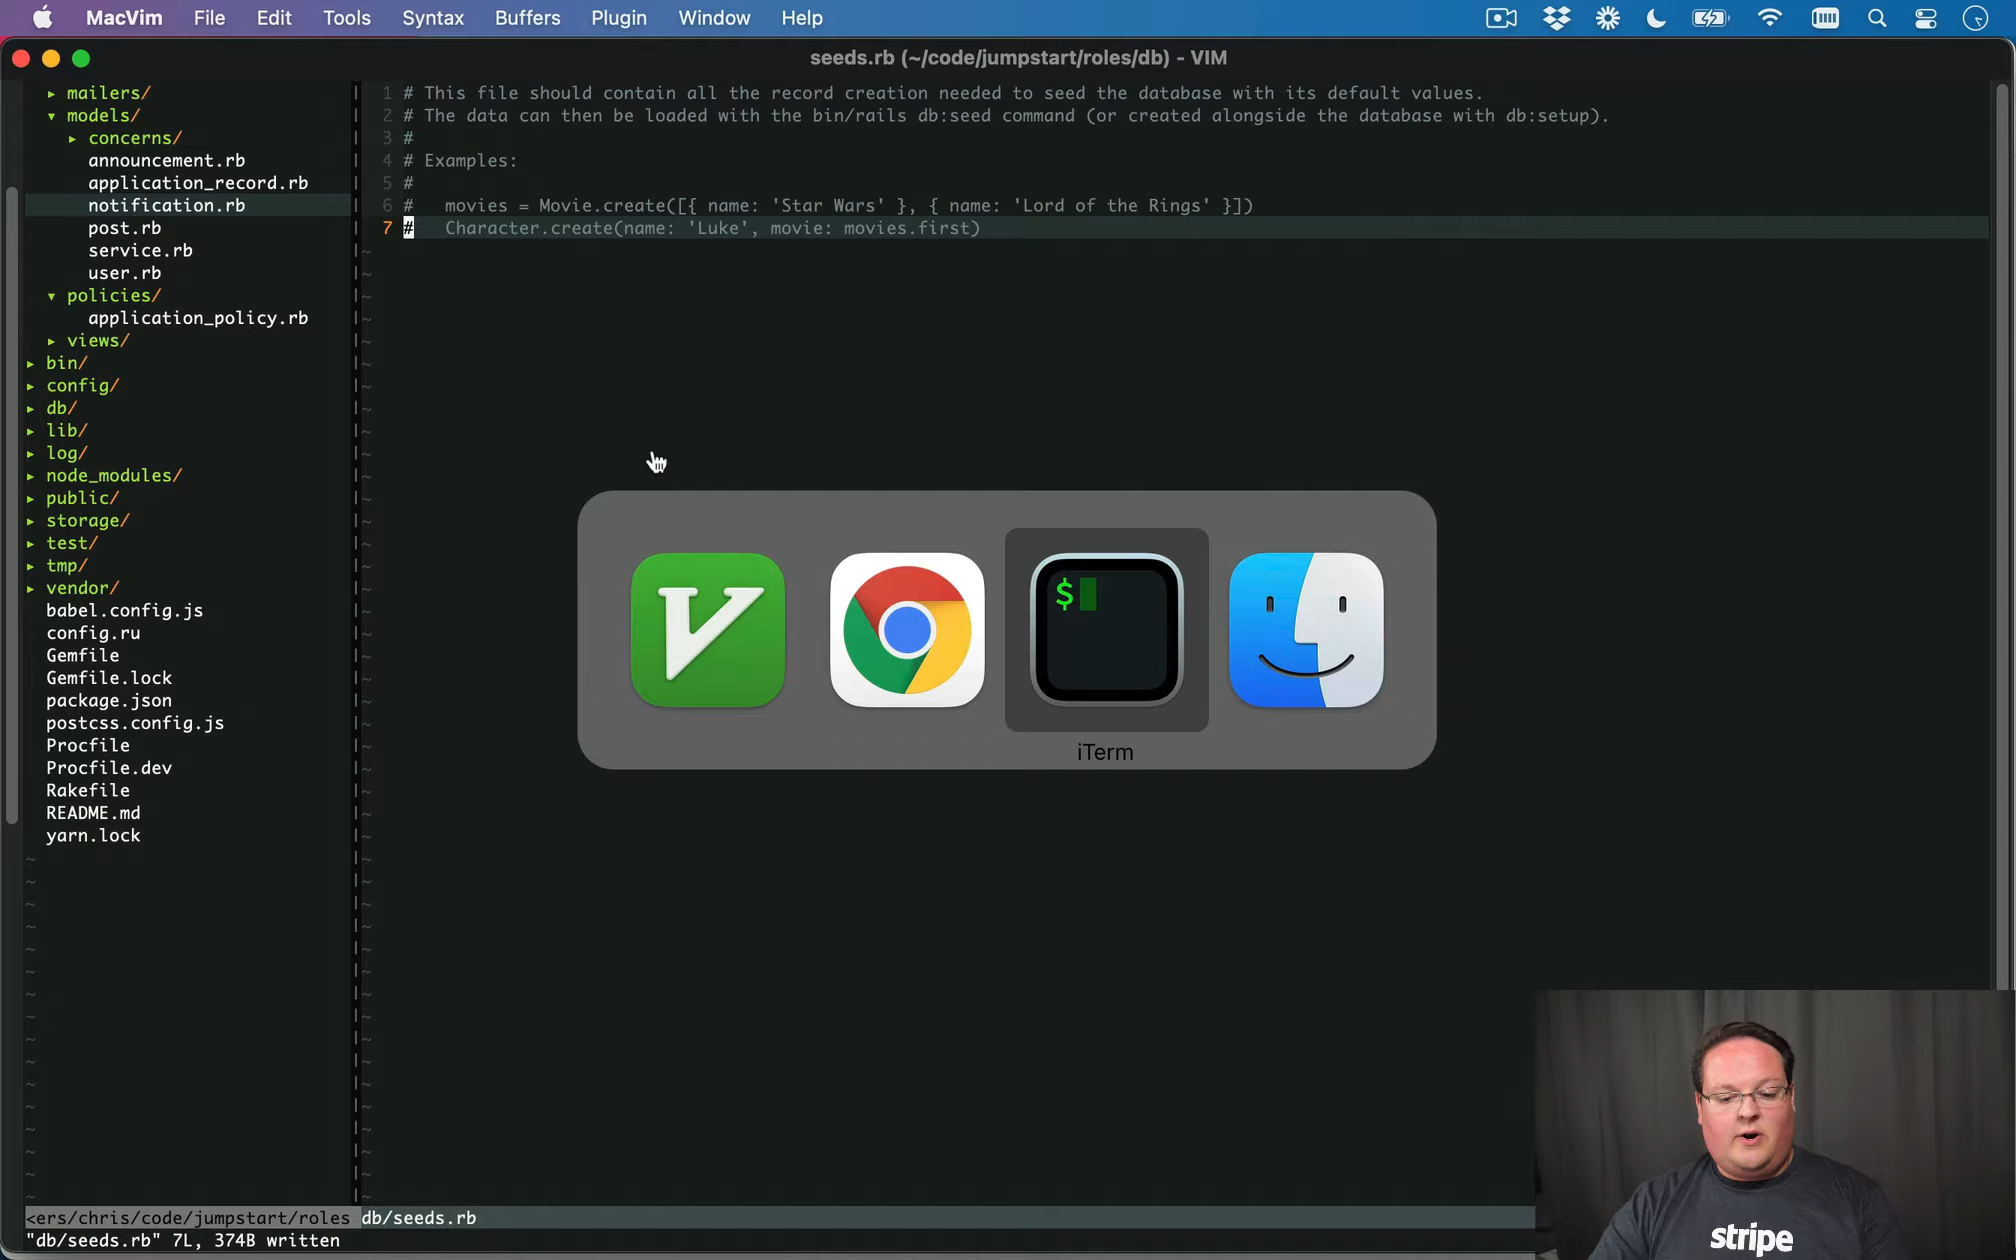 MacVim File Edit Tools Syntax Buffers Plugin Window Help
seeds.rb (~/code/jumpstart/roles/db) - VIM
▸ mailers/
▾ models/
▸ concerns/
announcement.rb
application_record.rb
notification.rb
post.rb
service.rb
user.rb
▾ policies/
application_policy.rb
▸ views/
▸ bin/
▸ config/
▸ db/
▸ lib/
▸ log/
▸ node_modules/
▸ public/
▸ storage/
▸ test/
▸ tmp/
▸ vendor/
babel.config.js
config.ru
Gemfile
Gemfile.lock
package.json
postcss.config.js
Procfile
Procfile.dev
Rakefile
README.md
yarn.lock
1 # This file should contain all the record creation needed to seed the database with its default values.
2 # The data can then be loaded with the bin/rails db:seed command (or created alongside the database with db:setup).
3 #
4 # Examples:
5 #
6 #   movies = Movie.create([{ name: 'Star Wars' }, { name: 'Lord of the Rings' }])
7 #   Character.create(name: 'Luke', movie: movies.first)
$
iTerm
stripe
<ers/chris/code/jumpstart/roles db/seeds.rb
"db/seeds.rb" 7L, 374B written